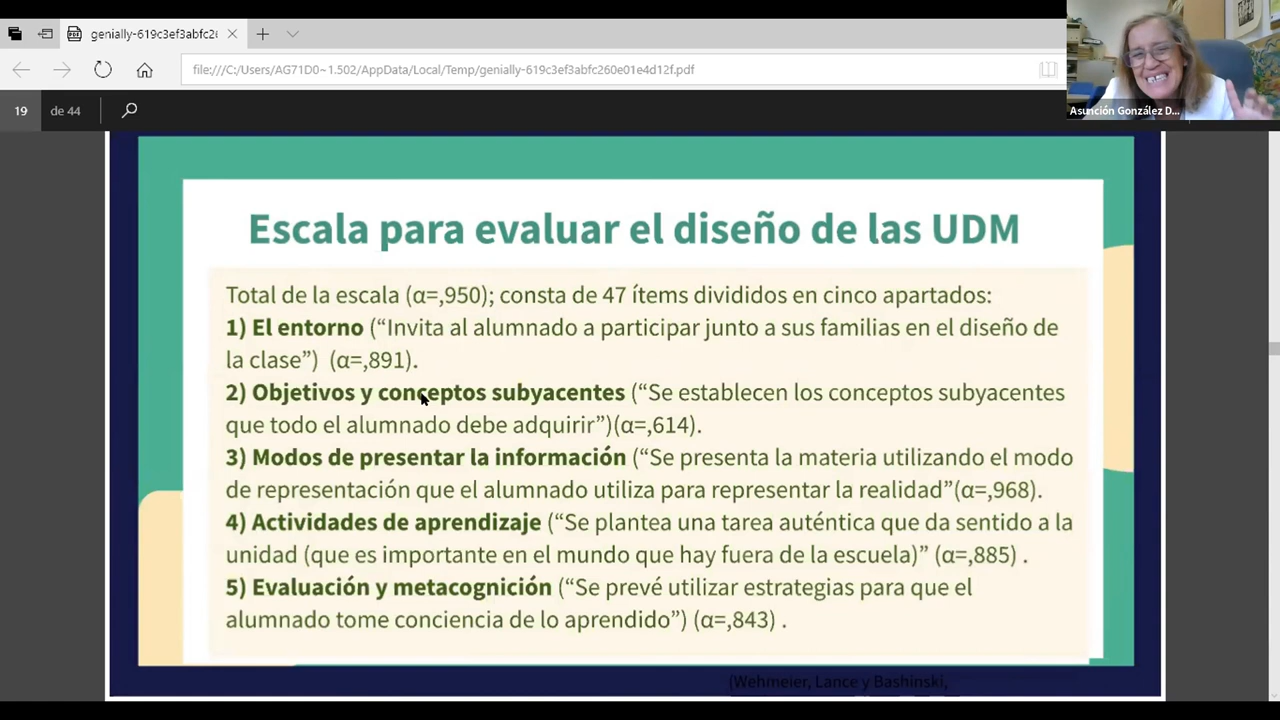 genially-619c3ef3abfc2
file:///C:/Users/AG71D0~1.502/AppData/Local/Temp/genially-619c3ef3abfc260e01e4d12f.pdf
Asunción González D...
19 de 44
Escala para evaluar el diseño de las UDM
Total de la escala (α=,950); consta de 47 ítems divididos en cinco apartados:
1) El entorno (“Invita al alumnado a participar junto a sus familias en el diseño de
la clase”) (α=,891).
2) Objetivos y conceptos subyacentes (“Se establecen los conceptos subyacentes
que todo el alumnado debe adquirir”)(α=,614).
3) Modos de presentar la información (“Se presenta la materia utilizando el modo
de representación que el alumnado utiliza para representar la realidad”(α=,968).
4) Actividades de aprendizaje (“Se plantea una tarea auténtica que da sentido a la
unidad (que es importante en el mundo que hay fuera de la escuela)” (α=,885) .
5) Evaluación y metacognición (“Se prevé utilizar estrategias para que el
alumnado tome conciencia de lo aprendido”) (α=,843) .
(Wehmeier, Lance y Bashinski,